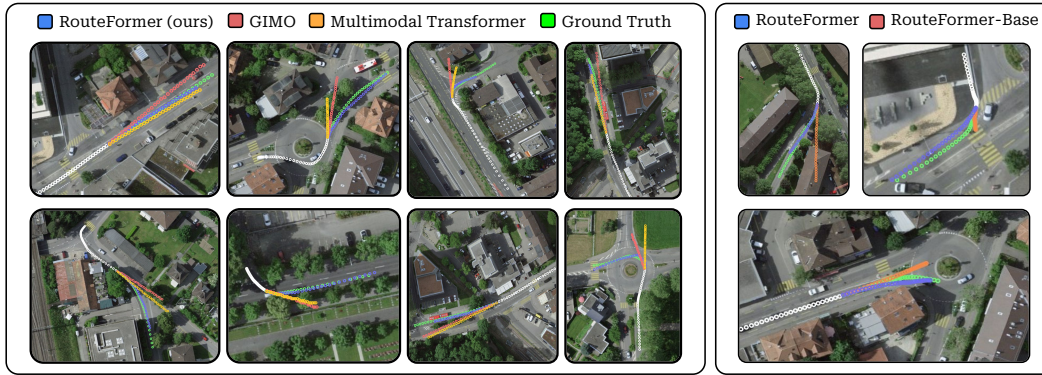 RouteFormer (ours) GIMO Multimodal Transformer Ground Truth
RouteFormer RouteFormer-Base